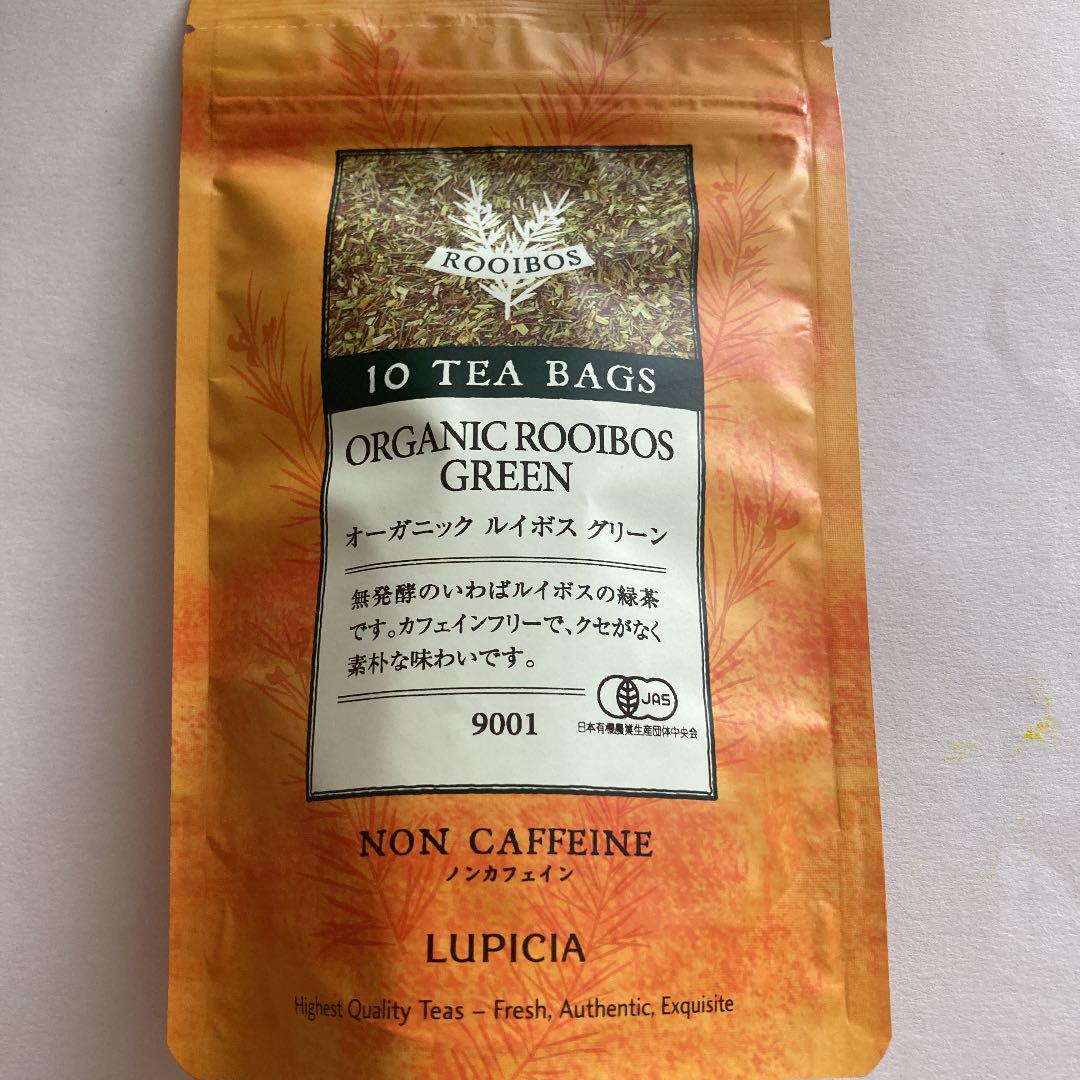 ROOIBOS
10 TEA BAGS
ORGANIC ROOIBOS
GREEN
オーガニック ルイボス グリーン
無発酵のいわばルイボスの緑茶
です。カフェインフリーで、クセがなく
素朴な味わいです。
JAS
9001
日本有機農業生産団体中央会
NON CAFFEINE
ノンカフェイン
LUPICIA
Highest Quality Teas – Fresh, Authentic, Exquisite